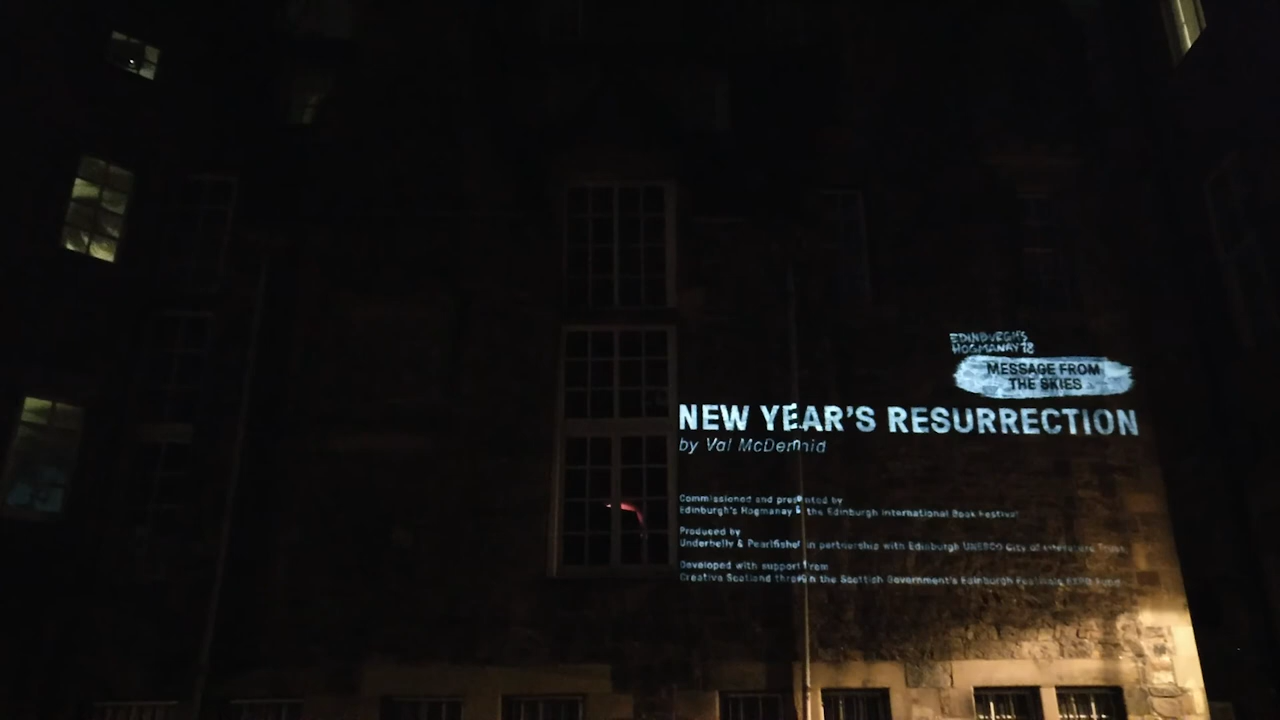 EDINBURGH'S
HOGMANAY'18
MESSAGE FROM
THE SKIES
NEW YEAR'S RESURRECTION
by Val McDermid
Commissioned and presented by
Edinburgh's Hogmanay & the Edinburgh International Book Festival
Produced by
Underbelly & Pearlfisher in partnership with Edinburgh UNESCO City of Literature Trust
Developed with support from
Creative Scotland through the Scottish Government's Edinburgh Festivals EXPO Fund